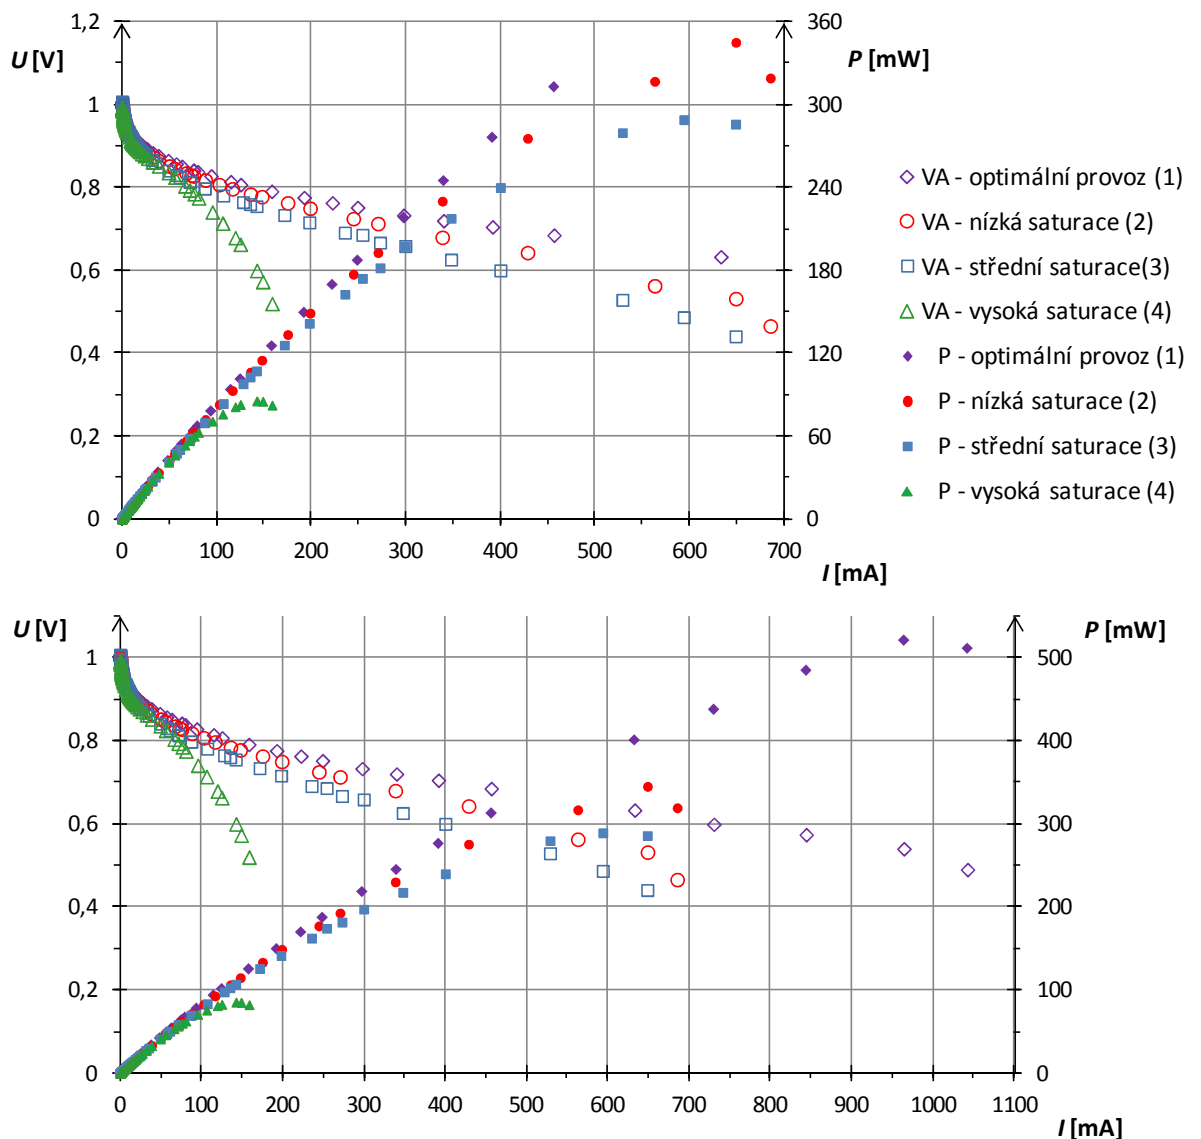 1,2
360
U [V]
P [mW]
1
300
0,8
240
0,6
180
0,4
120
0,2
60
0
0
0 100 200 300 400 500 600 700
I [mA]
VA - optimální provoz (1)
VA - nízká saturace (2)
VA - střední saturace(3)
VA - vysoká saturace (4)
P - optimální provoz (1)
P - nízká saturace (2)
P - střední saturace (3)
P - vysoká saturace (4)
U [V]
P [mW]
1
500
0,8
400
0,6
300
0,4
200
0,2
100
0
0
0 100 200 300 400 500 600 700 800 900 1000 1100
I [mA]